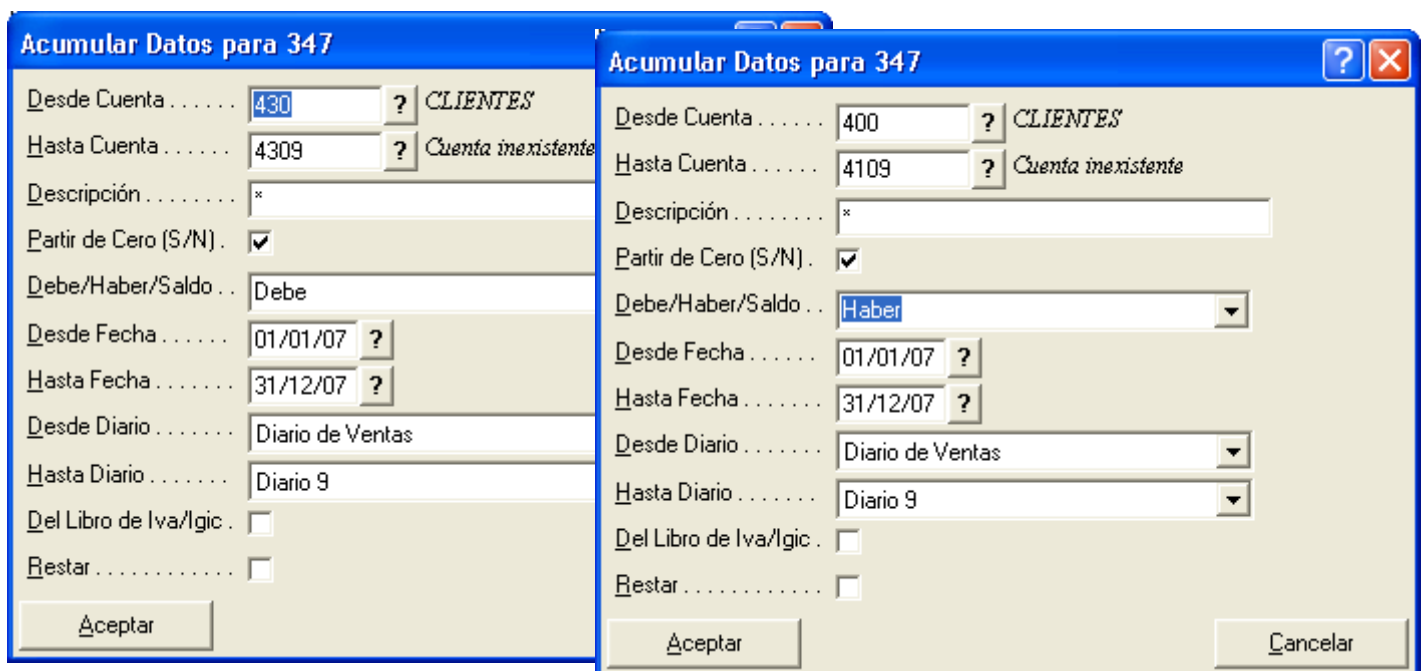 Acumular Datos para 347
Desde Cuenta . . . . . . 430 ? CLIENTES
Hasta Cuenta . . . . . . 4309 ? Cuenta inexistente
Descripción . . . . . . . . *
Partir de Cero (S/N) .
Debe/Haber/Saldo . . Debe
Desde Fecha . . . . . . 01/01/07 ?
Hasta Fecha . . . . . . . 31/12/07 ?
Desde Diario . . . . . . . Diario de Ventas
Hasta Diario . . . . . . . Diario 9
Del Libro de Iva/Igic .
Restar . . . . . . . . . . . .
Aceptar
Acumular Datos para 347 ?
Desde Cuenta . . . . . . 400 ? CLIENTES
Hasta Cuenta . . . . . . 4109 ? Cuenta inexistente
Descripción . . . . . . . . *
Partir de Cero (S/N) .
Debe/Haber/Saldo . . Haber
Desde Fecha . . . . . . 01/01/07 ?
Hasta Fecha . . . . . . . 31/12/07 ?
Desde Diario . . . . . . . Diario de Ventas
Hasta Diario . . . . . . . Diario 9
Del Libro de Iva/Igic .
Restar . . . . . . . . . . . .
Aceptar Cancelar